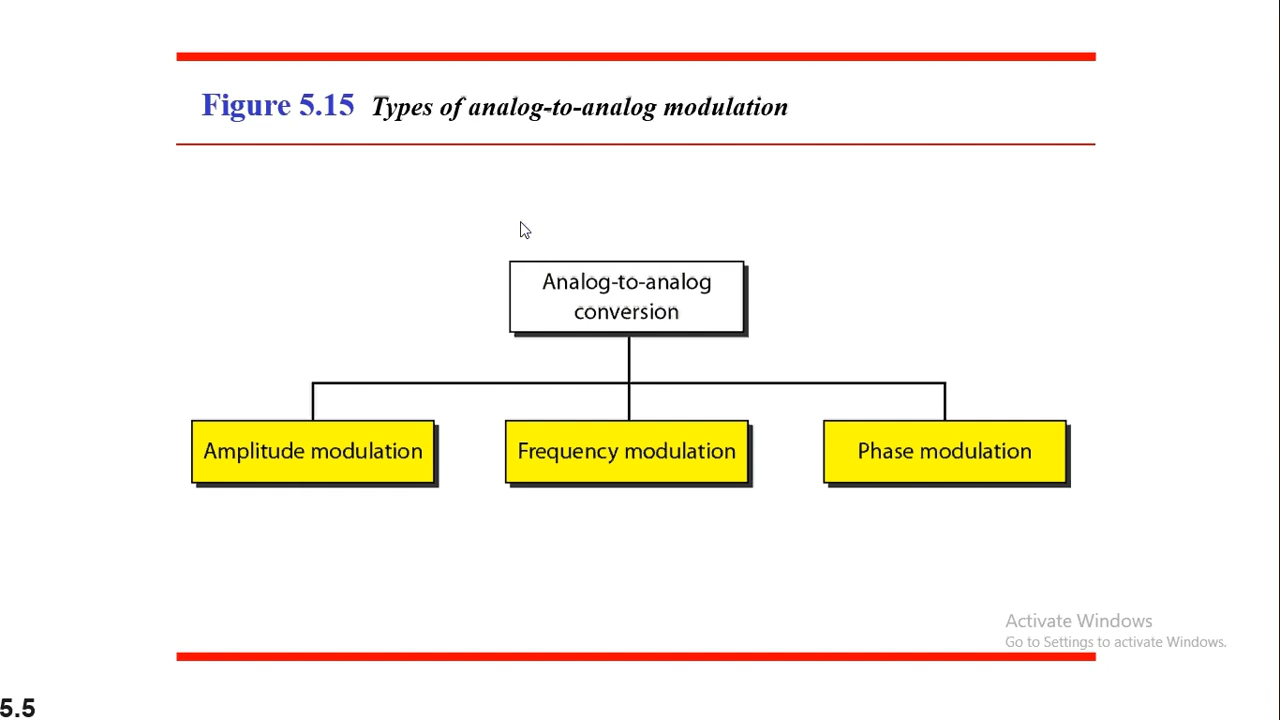 Figure 5.15 Types of analog-to-analog modulation
Analog-to-analog
conversion
Amplitude modulation
Frequency modulation
Phase modulation
Activate Windows
Go to Settings to activate Windows.
5.5